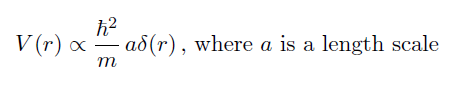 V(r) ∝ ℏ²/m aδ(r), where a is a length scale